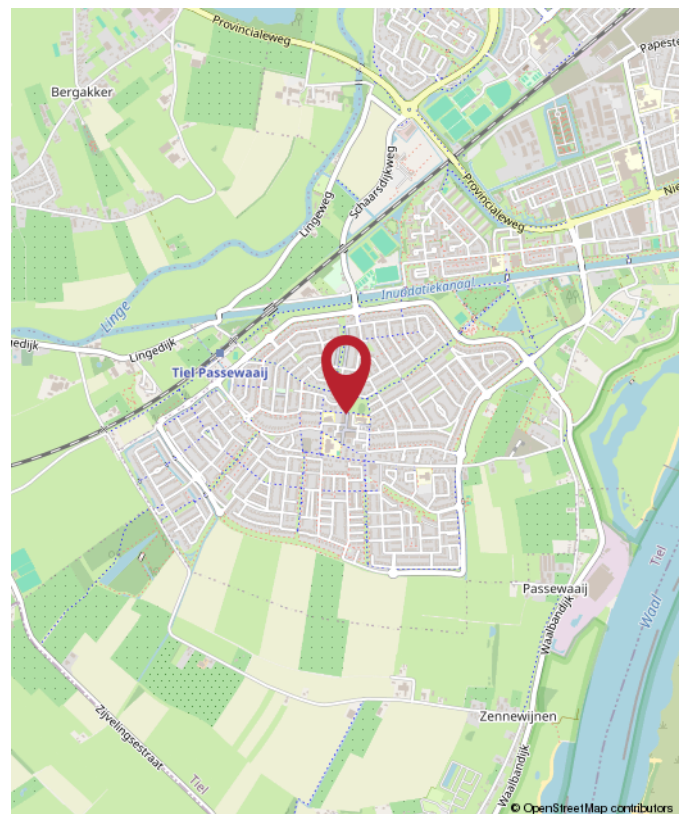 Provincialeweg
Papeste
Bergakker
Schaarsdijkweg
Lingeweg
Provincialeweg
Nie
Inundatiekanaal
Linge
gedijk
Lingedijk
Tiel Passewaaij
Passewaaij
Waal
Tiel
Waalbandijk
Zennewijnen
Zijvelingsestraat
Tiel
Waalbandijk
© OpenStreetMap contributors